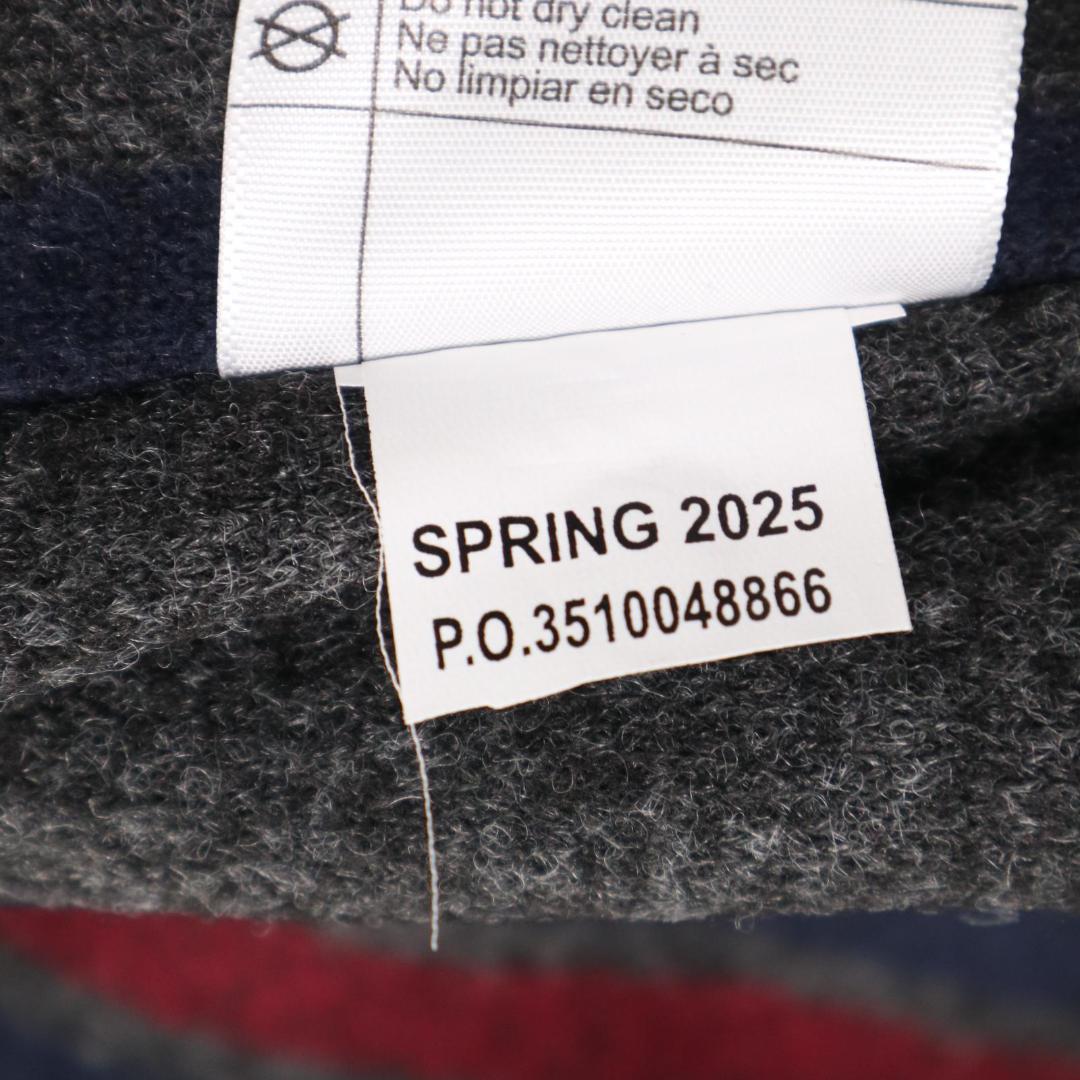 Do not dry clean
Ne pas nettoyer à sec
No limpiar en seco
SPRING 2025
P.O.3510048866